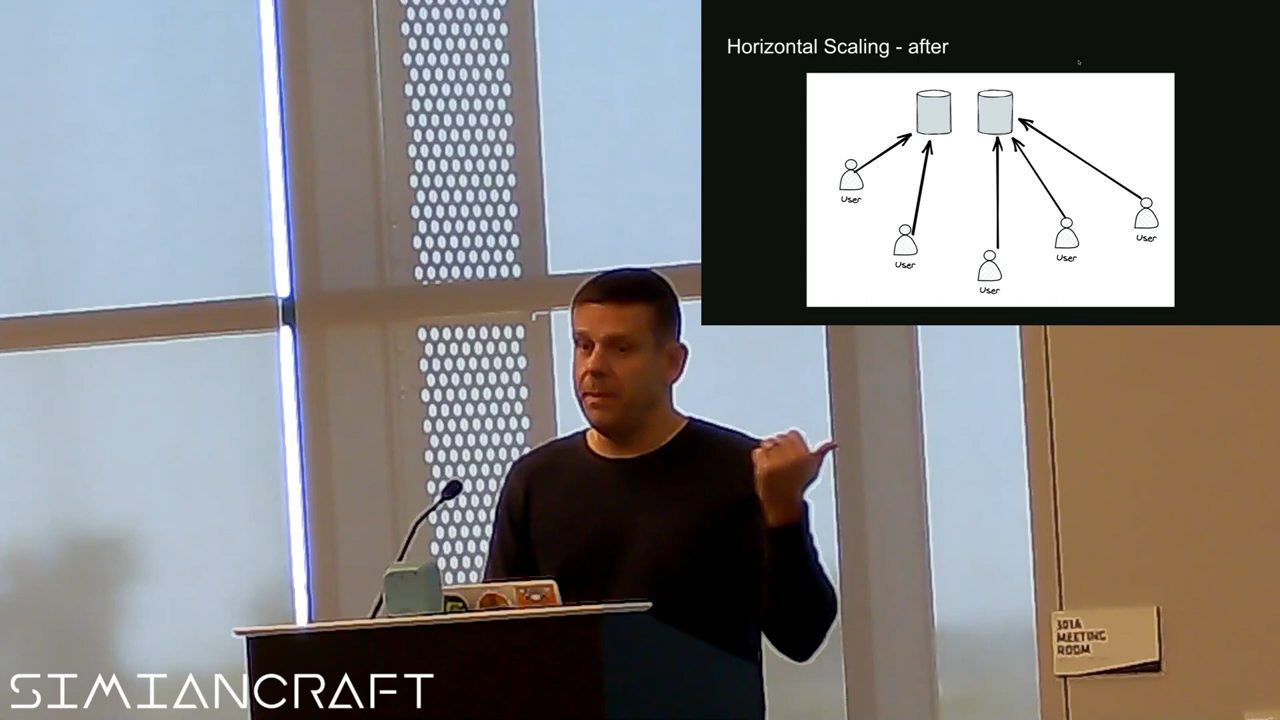 Horizontal Scaling - after
User
User
User
User
User
301A
MEETING
ROOM
SIMIANCRAFT